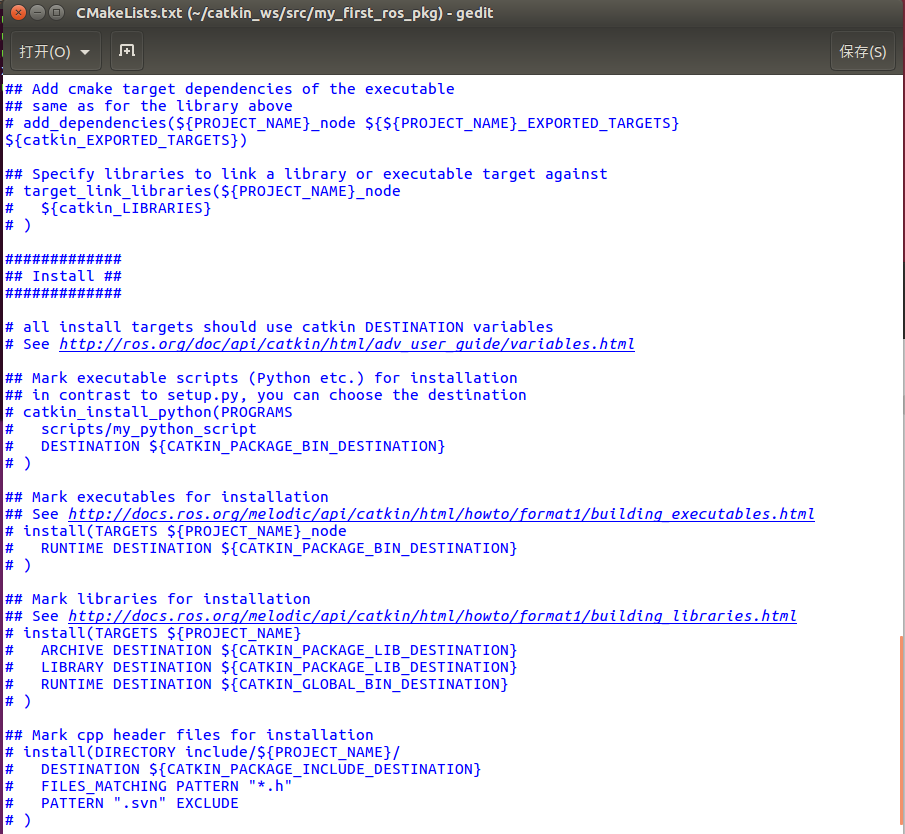 CMakeLists.txt (~/catkin_ws/src/my_first_ros_pkg) - gedit
打开(O)
保存(S)
## Add cmake target dependencies of the executable
## same as for the library above
# add_dependencies(${PROJECT_NAME}_node ${${PROJECT_NAME}_EXPORTED_TARGETS}
${catkin_EXPORTED_TARGETS})
## Specify libraries to link a library or executable target against
# target_link_libraries(${PROJECT_NAME}_node
#   ${catkin_LIBRARIES}
# )
#############
## Install ##
#############
# all install targets should use catkin DESTINATION variables
# See http://ros.org/doc/api/catkin/html/adv_user_guide/variables.html
## Mark executable scripts (Python etc.) for installation
## in contrast to setup.py, you can choose the destination
# catkin_install_python(PROGRAMS
#   scripts/my_python_script
#   DESTINATION ${CATKIN_PACKAGE_BIN_DESTINATION}
# )
## Mark executables for installation
## See http://docs.ros.org/melodic/api/catkin/html/howto/format1/building_executables.html
# install(TARGETS ${PROJECT_NAME}_node
#   RUNTIME DESTINATION ${CATKIN_PACKAGE_BIN_DESTINATION}
# )
## Mark libraries for installation
## See http://docs.ros.org/melodic/api/catkin/html/howto/format1/building_libraries.html
# install(TARGETS ${PROJECT_NAME}
#   ARCHIVE DESTINATION ${CATKIN_PACKAGE_LIB_DESTINATION}
#   LIBRARY DESTINATION ${CATKIN_PACKAGE_LIB_DESTINATION}
#   RUNTIME DESTINATION ${CATKIN_GLOBAL_BIN_DESTINATION}
# )
## Mark cpp header files for installation
# install(DIRECTORY include/${PROJECT_NAME}/
#   DESTINATION ${CATKIN_PACKAGE_INCLUDE_DESTINATION}
#   FILES_MATCHING PATTERN "*.h"
#   PATTERN ".svn" EXCLUDE
# )